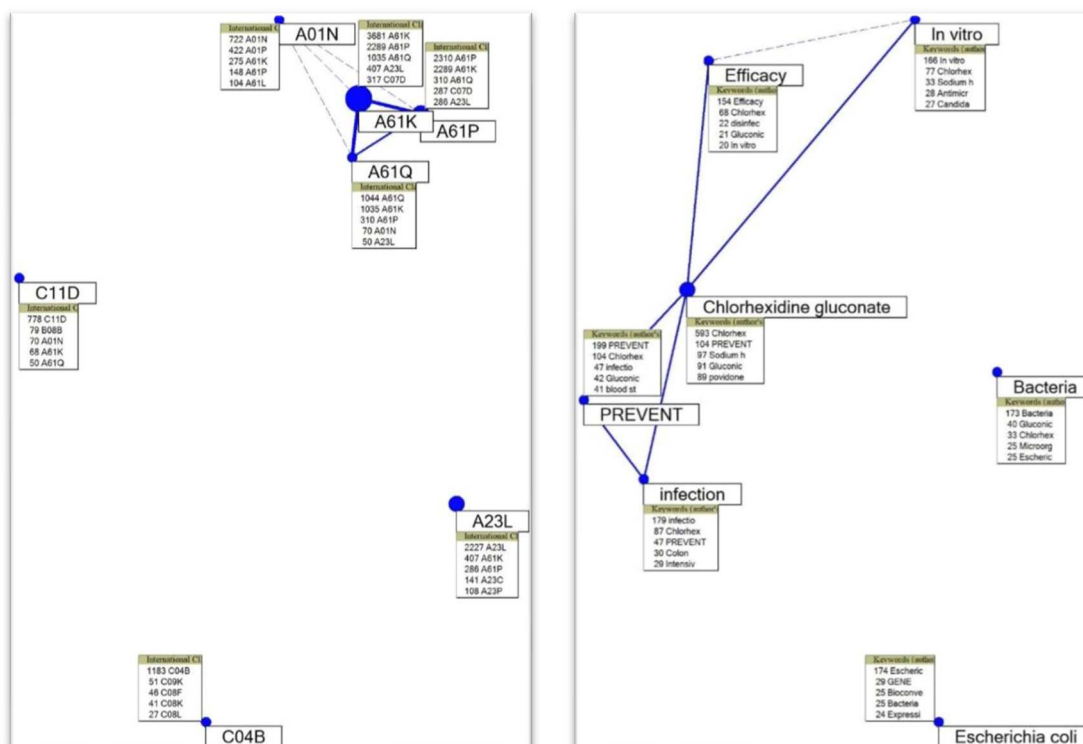 International Cl
722 A01N
422 A01P
275 A61K
148 A61P
104 A61L
A01N
3681 A61K
2289 A61P
1035 A61Q
407 A23L
317 C07D
A61K
International Cl
2310 A61P
2289 A61K
310 A61Q
287 C07D
286 A23L
A61P
A61Q
International Cl
1044 A61Q
1035 A61K
310 A61P
70 A01N
50 A23L
C11D
International C
778 C11D
79 B08B
70 A01N
68 A61K
50 A61Q
A23L
International Cl
2227 A23L
407 A61K
286 A61P
141 A23C
108 A23P
International Cl
1183 C04B
51 C09K
46 C08F
41 C08K
27 C08L
C04B
In vitro
Keywords (author
166 In vitro
77 Chlorhex
33 Sodium h
28 Antimicr
27 Candida
Efficacy
Keywords (autho
154 Efficacy
68 Chlorhex
22 disinfec
21 Gluconic
20 In vitro
Chlorhexidine gluconate
Keywords (author's
593 Chlorhex
104 PREVENT
97 Sodium h
91 Gluconic
89 povidone
Keywords (author's
199 PREVENT
104 Chlorhex
47 infectio
42 Gluconic
41 blood st
PREVENT
infection
Keywords (author's
179 infectio
87 Chlorhex
47 PREVENT
30 Colon
29 Intensiv
Bacteria
Keywords (autho
173 Bacteria
40 Gluconic
33 Chlorhex
25 Microorg
25 Escheric
Keywords (author
174 Escheric
29 GENE
25 Bioconve
25 Bacteria
24 Expressi
Escherichia coli